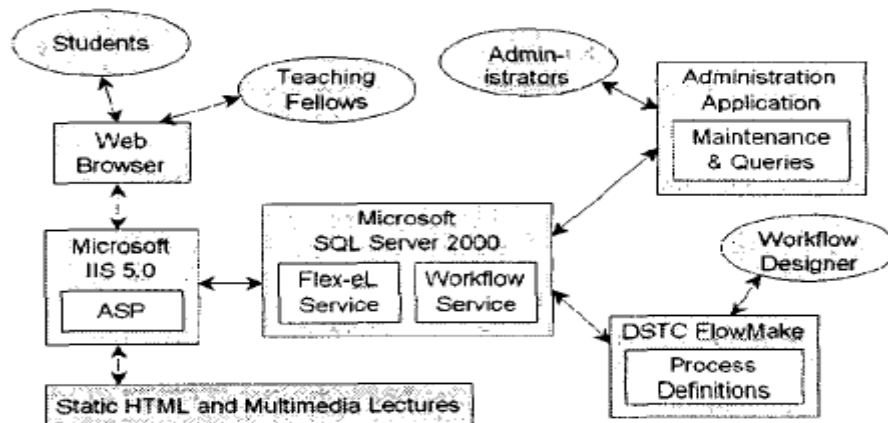 Students
Teaching
Fellows
Web
Browser
Admin-
istrators
Administration
Application
Maintenance
& Queries
Microsoft
IIS 5.0
ASP
Microsoft
SQL Server 2000
Flex-eL
Service
Workflow
Service
Workflow
Designer
DSTC FlowMake
Process
Definitions
Static HTML and Multimedia Lectures